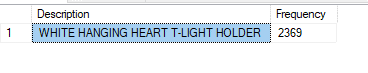 Description Frequency
1 WHITE HANGING HEART T-LIGHT HOLDER 2369